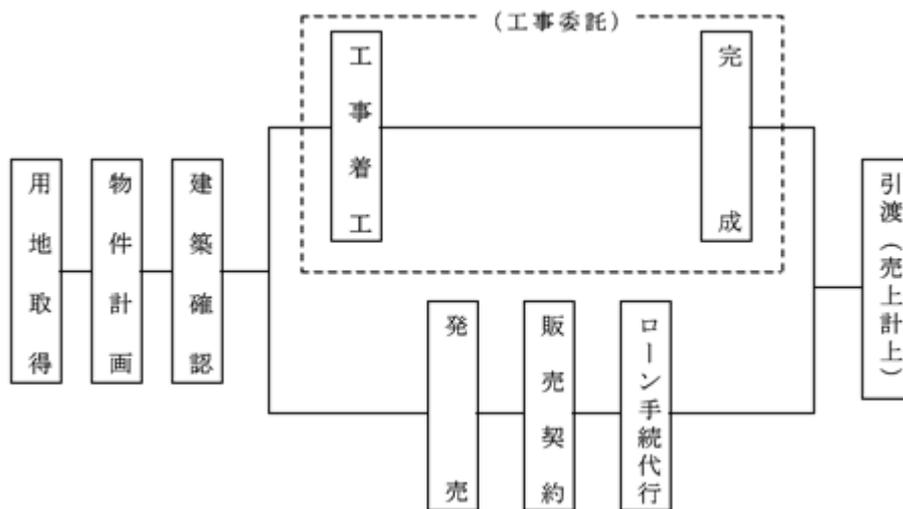 （工事委託）
用地取得
物件計画
建築確認
工事着工
完成
発売
販売契約
ローン手続代行
引渡（売上計上）